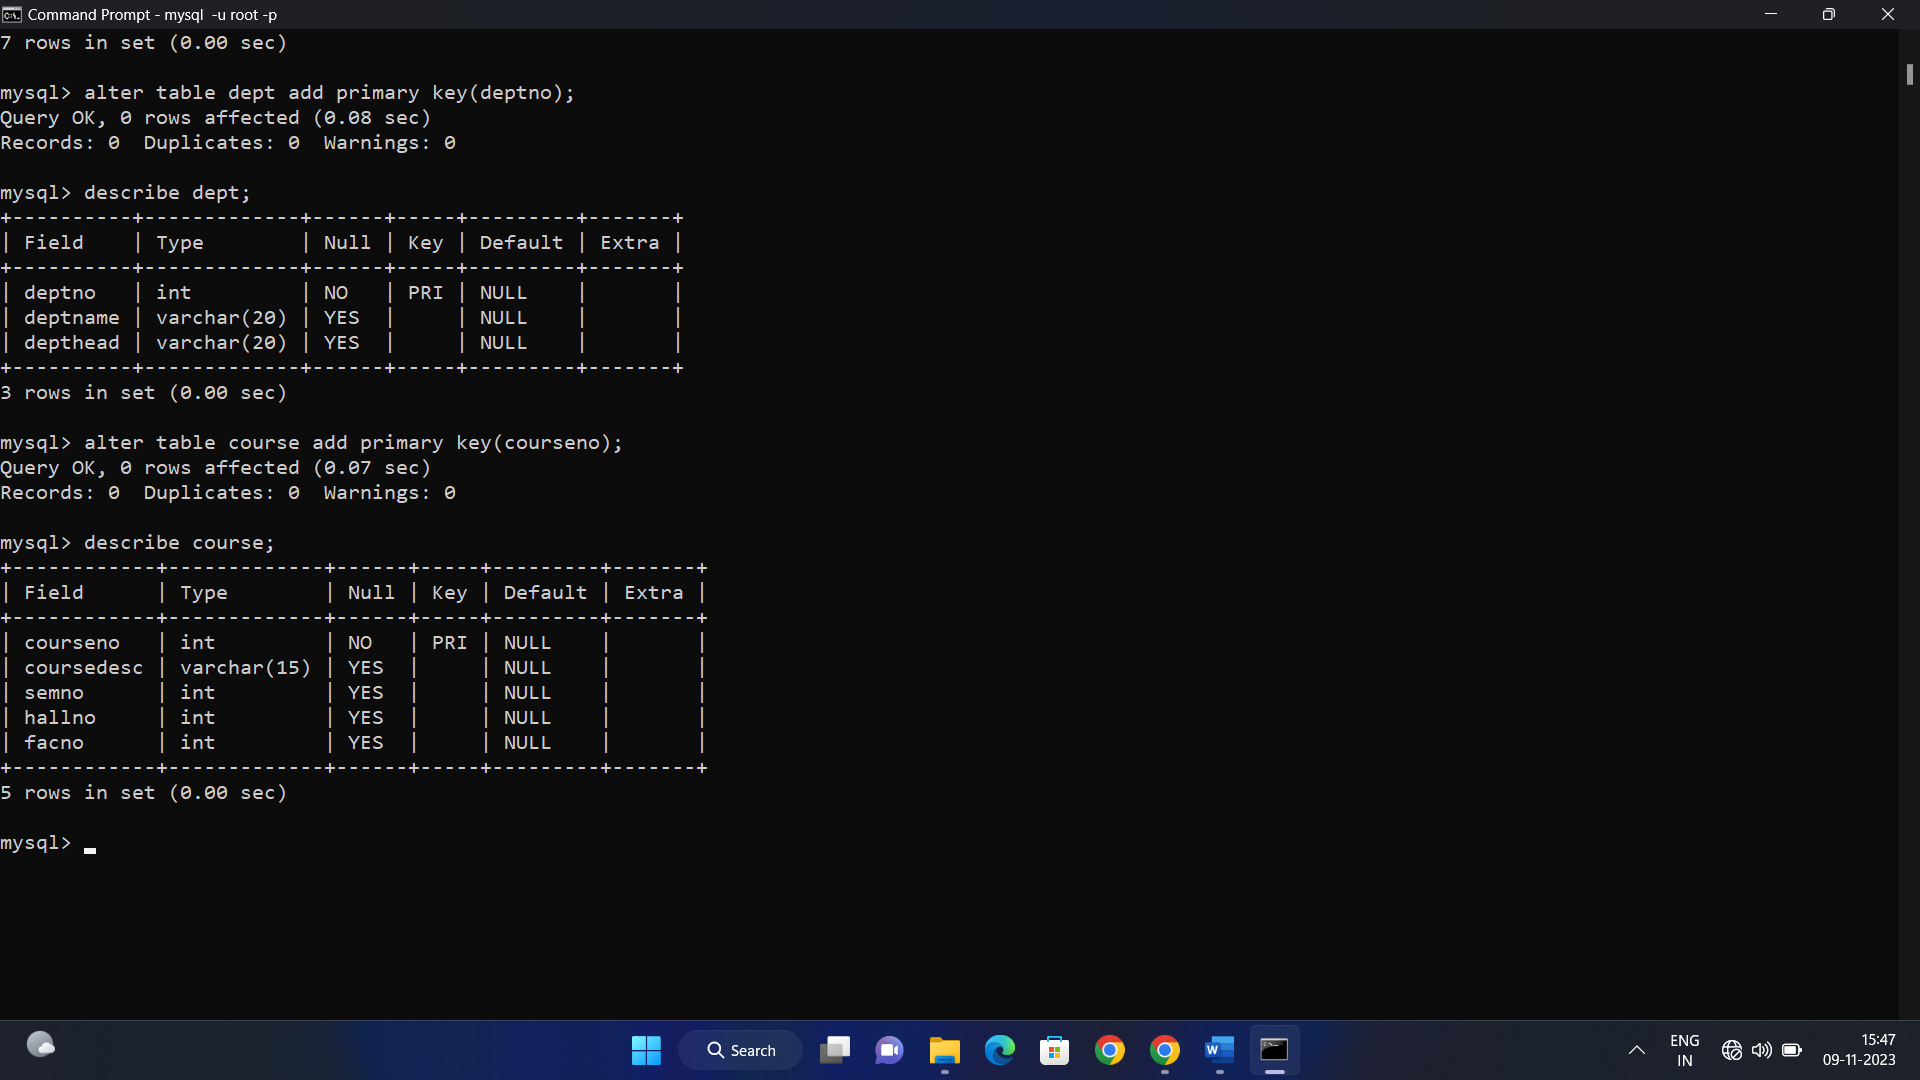 Command Prompt - mysql  -u root -p
7 rows in set (0.00 sec)

mysql> alter table dept add primary key(deptno);
Query OK, 0 rows affected (0.08 sec)
Records: 0  Duplicates: 0  Warnings: 0

mysql> describe dept;
+----------+-------------+------+-----+---------+-------+
| Field    | Type        | Null | Key | Default | Extra |
+----------+-------------+------+-----+---------+-------+
| deptno   | int         | NO   | PRI | NULL    |       |
| deptname | varchar(20) | YES  |     | NULL    |       |
| depthead | varchar(20) | YES  |     | NULL    |       |
+----------+-------------+------+-----+---------+-------+
3 rows in set (0.00 sec)

mysql> alter table course add primary key(courseno);
Query OK, 0 rows affected (0.07 sec)
Records: 0  Duplicates: 0  Warnings: 0

mysql> describe course;
+------------+-------------+------+-----+---------+-------+
| Field      | Type        | Null | Key | Default | Extra |
+------------+-------------+------+-----+---------+-------+
| courseno   | int         | NO   | PRI | NULL    |       |
| coursedesc | varchar(15) | YES  |     | NULL    |       |
| semno      | int         | YES  |     | NULL    |       |
| hallno     | int         | YES  |     | NULL    |       |
| facno      | int         | YES  |     | NULL    |       |
+------------+-------------+------+-----+---------+-------+
5 rows in set (0.00 sec)

mysql>
Search
ENG
IN
15:47
09-11-2023